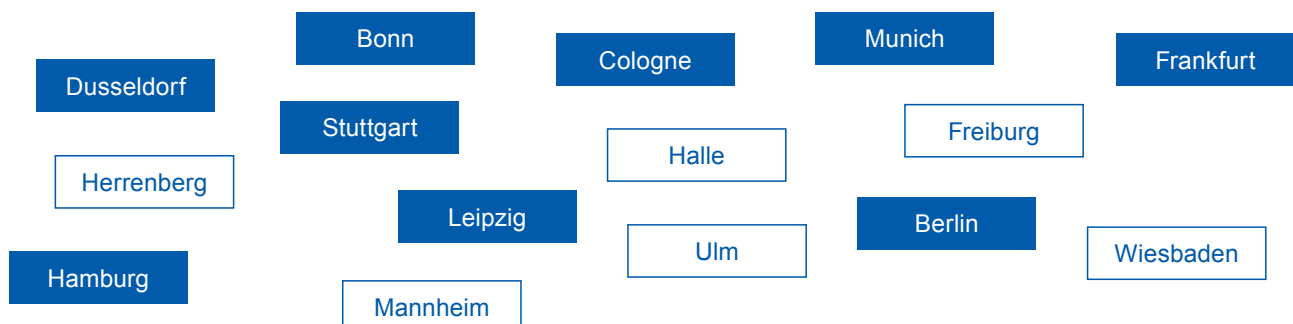 Bonn
Munich
Cologne
Frankfurt
Dusseldorf
Stuttgart
Freiburg
Halle
Herrenberg
Leipzig
Berlin
Ulm
Wiesbaden
Hamburg
Mannheim